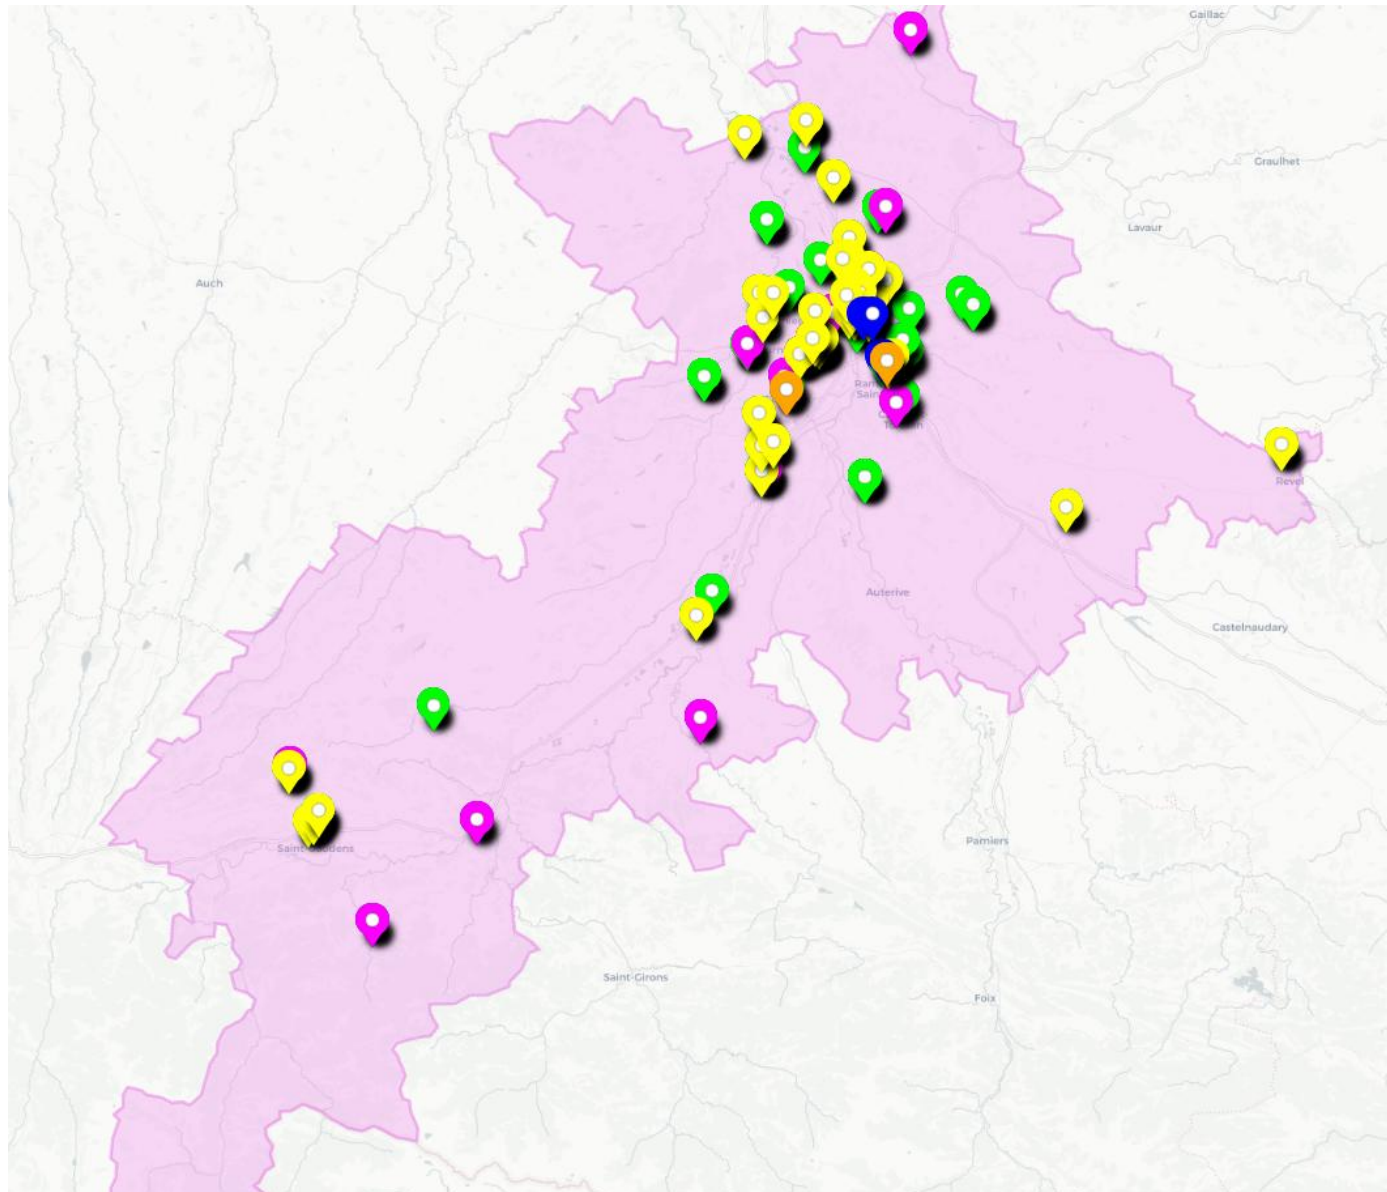 Gaillac
Graulhet
Lavaur
Auch
Revel
Auterive
Castelnaudary
Pamiers
Saint-Girons
Foix